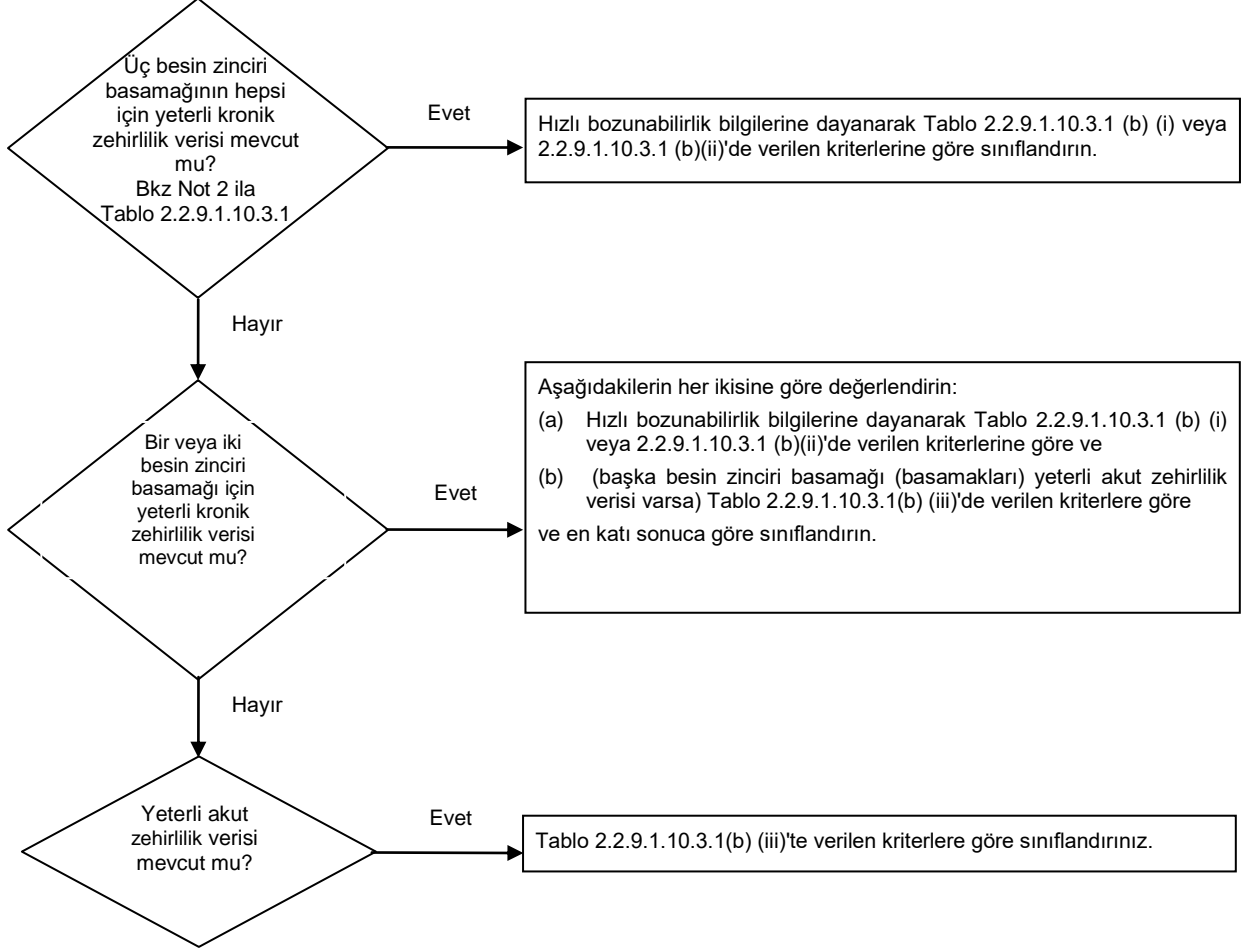 Üç besin zinciri
basamağının hepsi
için yeterli kronik
zehirlilik verisi mevcut
mu?
Bkz Not 2 ila
Tablo 2.2.9.1.10.3.1
Evet
Hızlı bozunabilirlik bilgilerine dayanarak Tablo 2.2.9.1.10.3.1 (b) (i) veya
2.2.9.1.10.3.1 (b)(ii)'de verilen kriterlerine göre sınıflandırın.
Hayır
Bir veya iki
besin zinciri
basamağı için
yeterli kronik
zehirlilik verisi
mevcut mu?
Evet
Aşağıdakilerin her ikisine göre değerlendirin:
(a) Hızlı bozunabilirlik bilgilerine dayanarak Tablo 2.2.9.1.10.3.1 (b) (i)
veya 2.2.9.1.10.3.1 (b)(ii)'de verilen kriterlerine göre ve
(b) (başka besin zinciri basamağı (basamakları) yeterli akut zehirlilik
verisi varsa) Tablo 2.2.9.1.10.3.1(b) (iii)'de verilen kriterlere göre
ve en katı sonuca göre sınıflandırın.
Hayır
Yeterli akut
zehirlilik verisi
mevcut mu?
Evet
Tablo 2.2.9.1.10.3.1(b) (iii)'te verilen kriterlere göre sınıflandırınız.